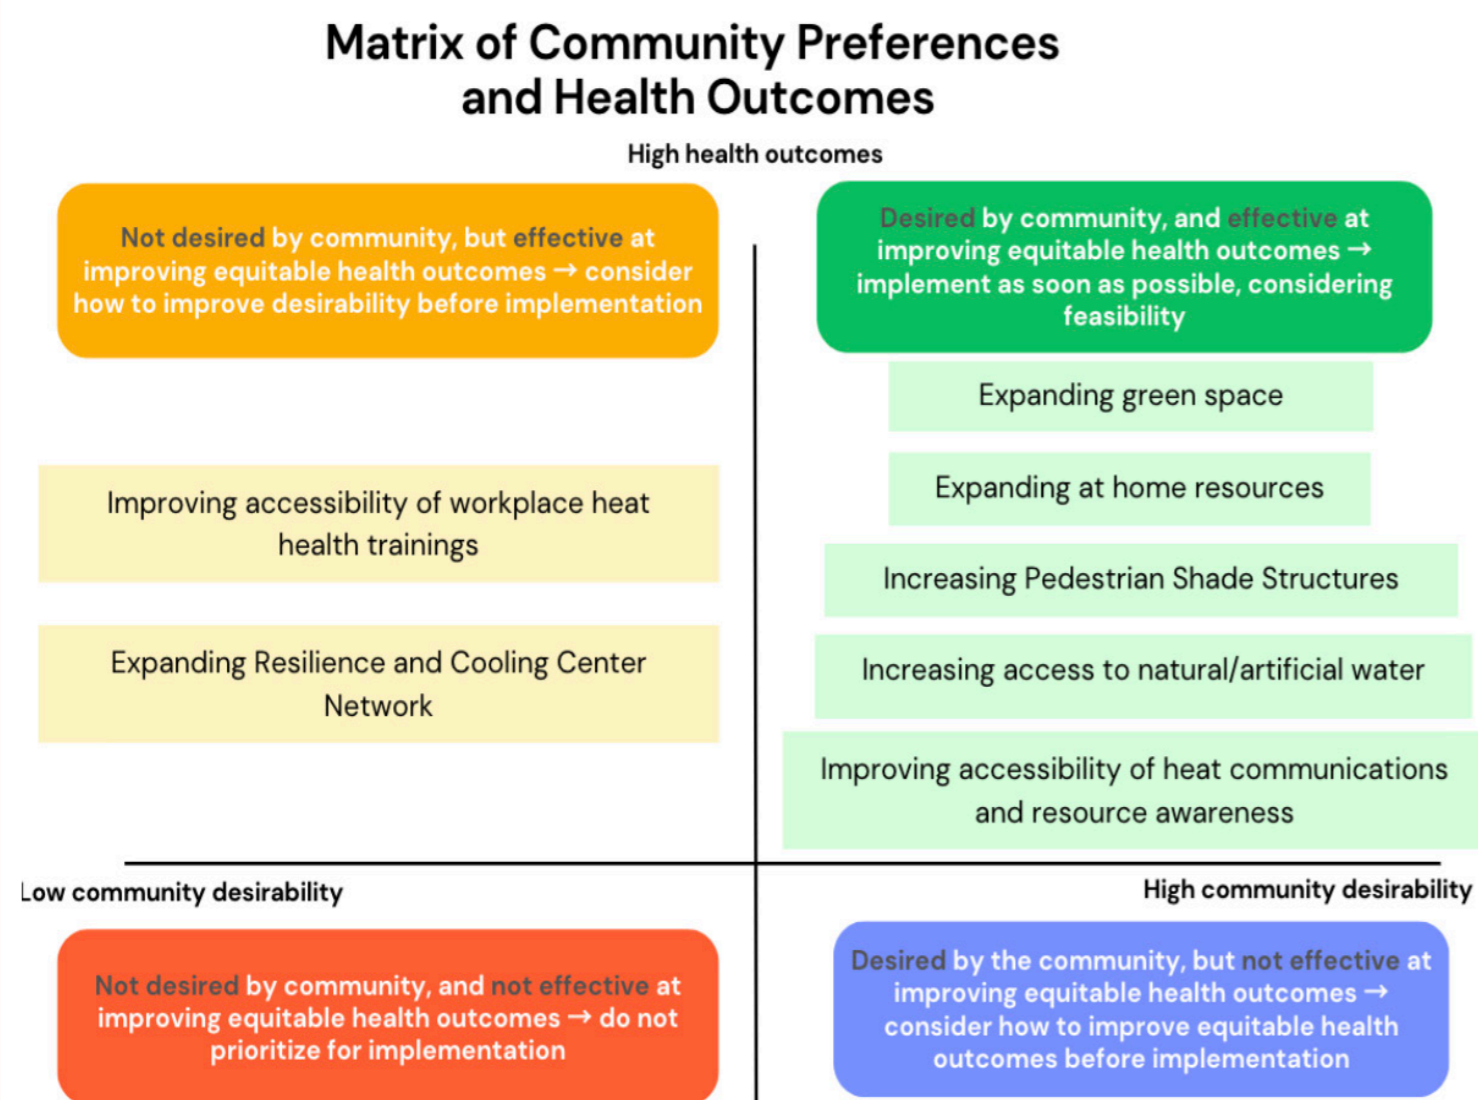 Matrix of Community Preferences
and Health Outcomes
High health outcomes
Not desired by community, but effective at
improving equitable health outcomes → consider
how to improve desirability before implementation
Desired by community, and effective at
improving equitable health outcomes →
implement as soon as possible, considering
feasibility
Expanding green space
Expanding at home resources
Increasing Pedestrian Shade Structures
Increasing access to natural/artificial water
Improving accessibility of heat communications
and resource awareness
Improving accessibility of workplace heat
health trainings
Expanding Resilience and Cooling Center
Network
Low community desirability
High community desirability
Not desired by community, and not effective at
improving equitable health outcomes → do not
prioritize for implementation
Desired by the community, but not effective at
improving equitable health outcomes →
consider how to improve equitable health
outcomes before implementation